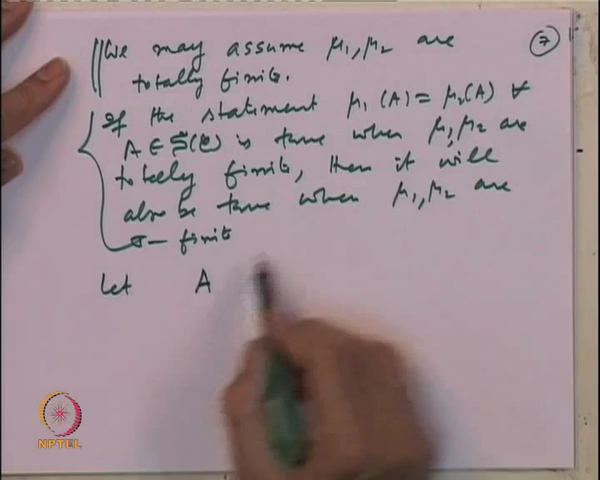 We may assume μ₁, μ₂ are
totally finite.
If the statement μ₁(A) = μ₂(A) ∀
A ∈ S(C) is true when μ₁, μ₂ are
totally finite, then it will
also be true when μ₁, μ₂ are
σ- finite
Let A
7
NPTEL